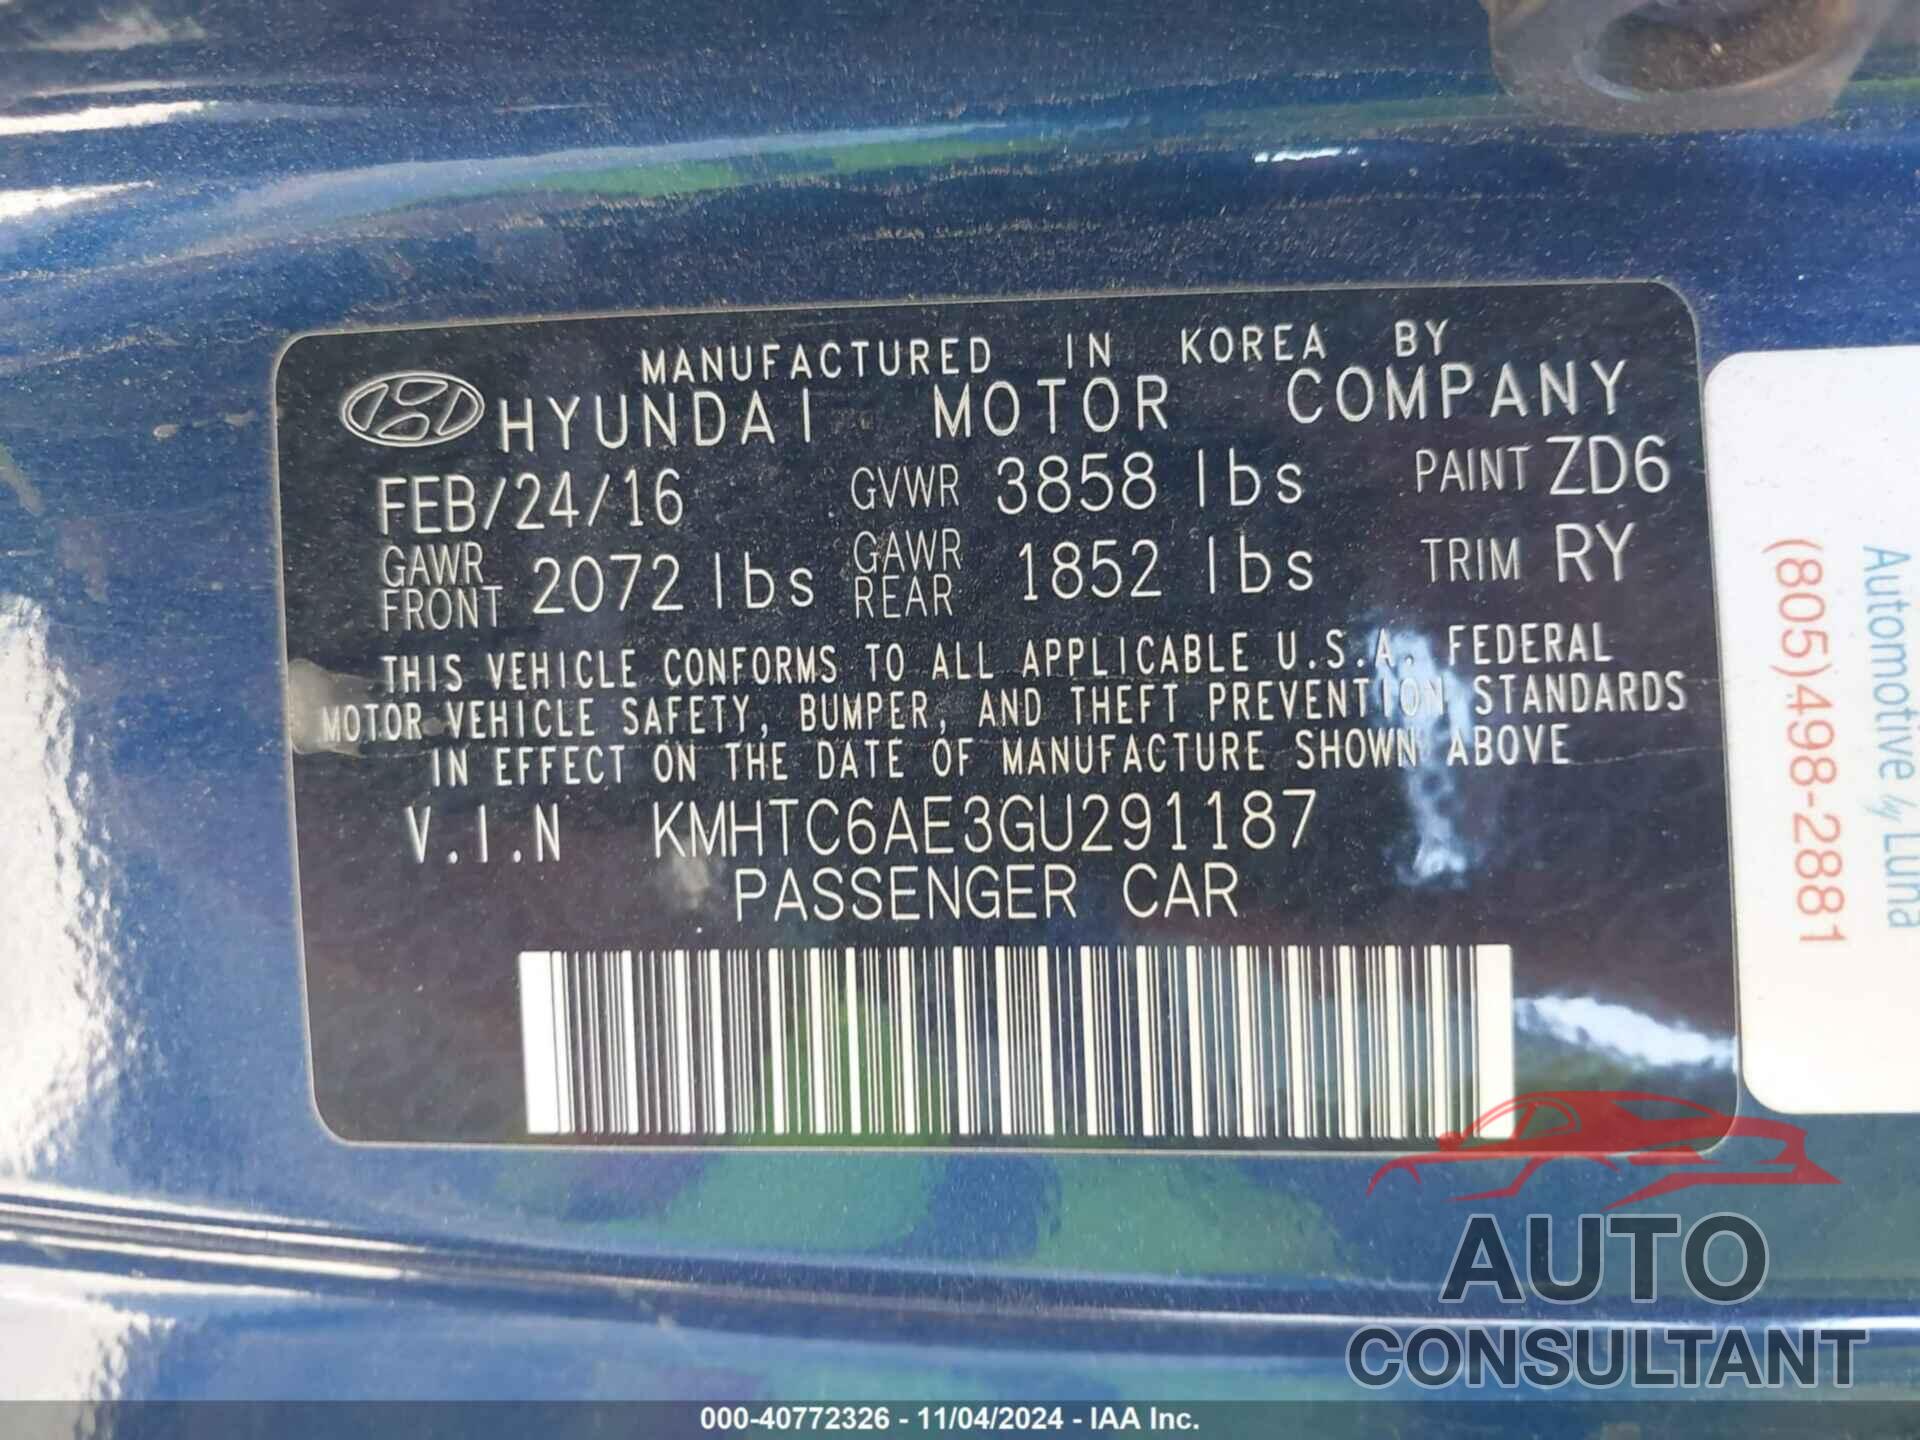 MANUFACTURED IN KOREA BY
HYUNDAI MOTOR COMPANY
FEB/24/16 GVWR 3858 lbs PAINT ZD6
GAWR FRONT 2072 lbs GAWR REAR 1852 lbs TRIM RY
THIS VEHICLE CONFORMS TO ALL APPLICABLE U.S.A. FEDERAL
MOTOR VEHICLE SAFETY, BUMPER, AND THEFT PREVENTION STANDARDS
IN EFFECT ON THE DATE OF MANUFACTURE SHOWN ABOVE
V.I.N KMHTC6AE3GU291187
PASSENGER CAR
Automotive by Luna
(805)498-2881
AUTO
CONSULTANT
000-40772326 - 11/04/2024 - IAA Inc.